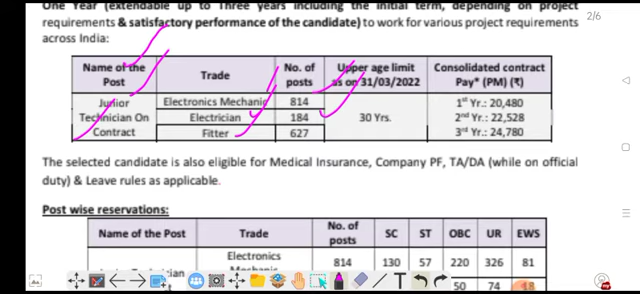 One Year (extendable up to Three years including the initial term, depending on project
2/6
requirements & satisfactory performance of the candidate) to work for various project requirements
across India:
Name of the Post Trade No. of posts Upper age limit as on 31/03/2022 Consolidated contract Pay* (PM) (₹)
Junior Technician On Contract Electronics Mechanic 814 30 Yrs. 1st Yr.: 20,480
Electrician 184 2nd Yr.: 22,528
Fitter 627 3rd Yr.: 24,780
The selected candidate is also eligible for Medical Insurance, Company PF, TA/DA (while on official
duty) & Leave rules as applicable.
Post wise reservations:
Name of the Post Trade No. of posts SC ST OBC UR EWS
Electronics 814 130 57 220 326 81
50 74 18